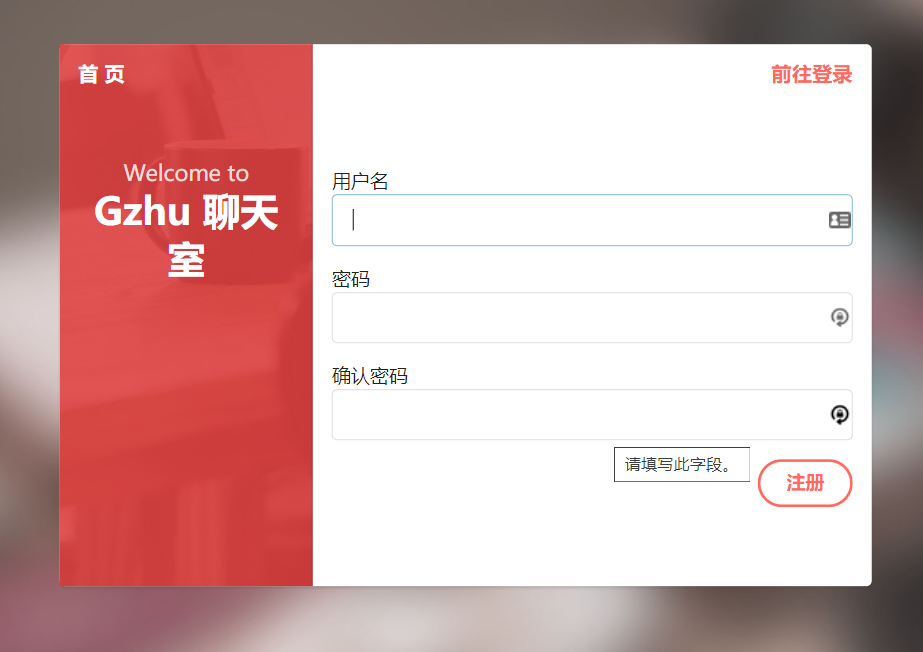 首 页
前往登录
Welcome to
Gzhu 聊天
室
用户名
密码
确认密码
请填写此字段。
注册